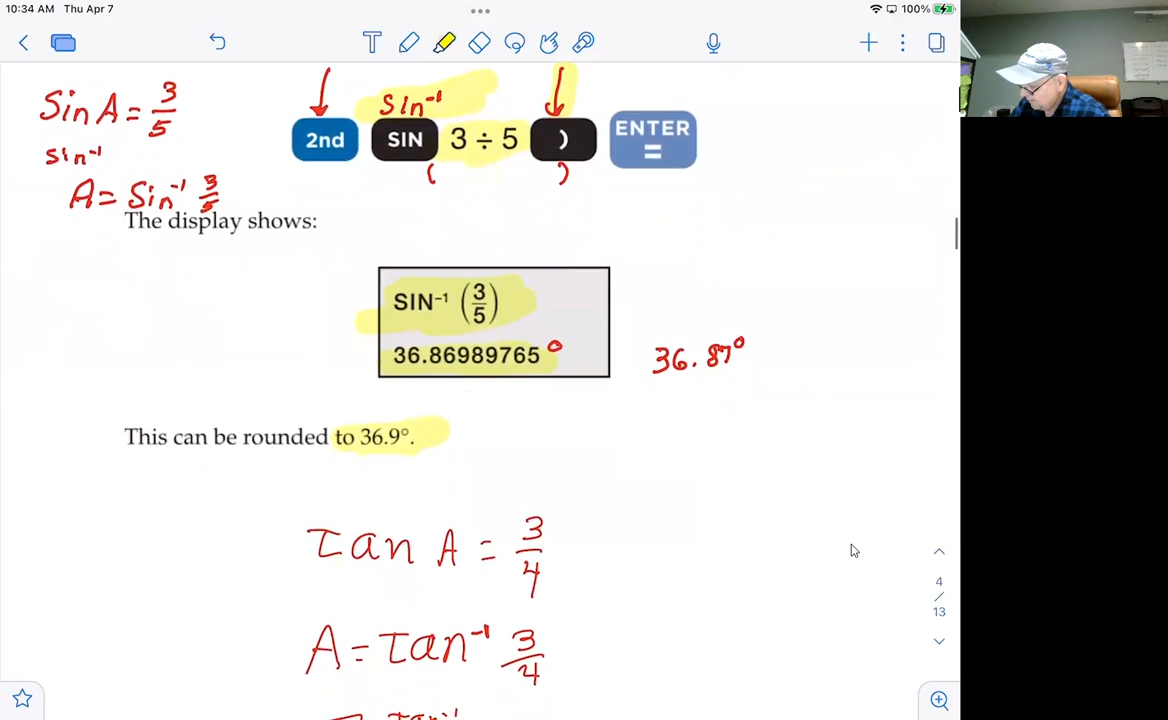 10:34 AM Thu Apr 7
100%
Sin A = 3/5
sin⁻¹
A = Sin⁻¹ 3/5
Sin⁻¹
2nd SIN 3 ÷ 5 ) ENTER =
( )
The display shows:
SIN⁻¹ (3/5)
36.86989765°
36.87°
This can be rounded to 36.9°.
Tan A = 3/4
A = Tan⁻¹ 3/4
Tan⁻¹
4 / 13